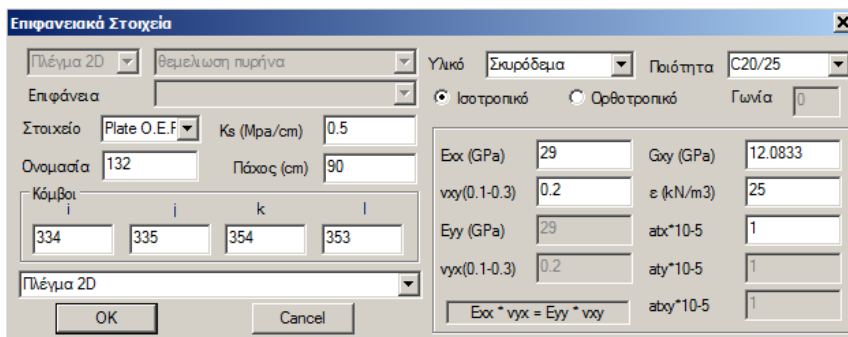 Επιφανειακά Στοιχεία
Πλέγμα 2D θεμελιωση πυρήνα
Επιφάνεια
Στοιχείο Plate O.E.F Ks (Mpa/cm) 0.5
Ονομασία 132 Πάχος (cm) 90
Κόμβοι
i j k l
334 335 354 353
Πλέγμα 2D
OK Cancel
Υλικό Σκυρόδεμα Ποιότητα C20/25
Ισοτροπικό Ορθοτροπικό Γωνία 0
Exx (GPa) 29 Gxy (GPa) 12.0833
vxy(0.1-0.3) 0.2 ε (kN/m3) 25
Eyy (GPa) 29 atx*10-5 1
vyx(0.1-0.3) 0.2 aty*10-5 1
Exx * vyx = Eyy * vxy atxy*10-5 1